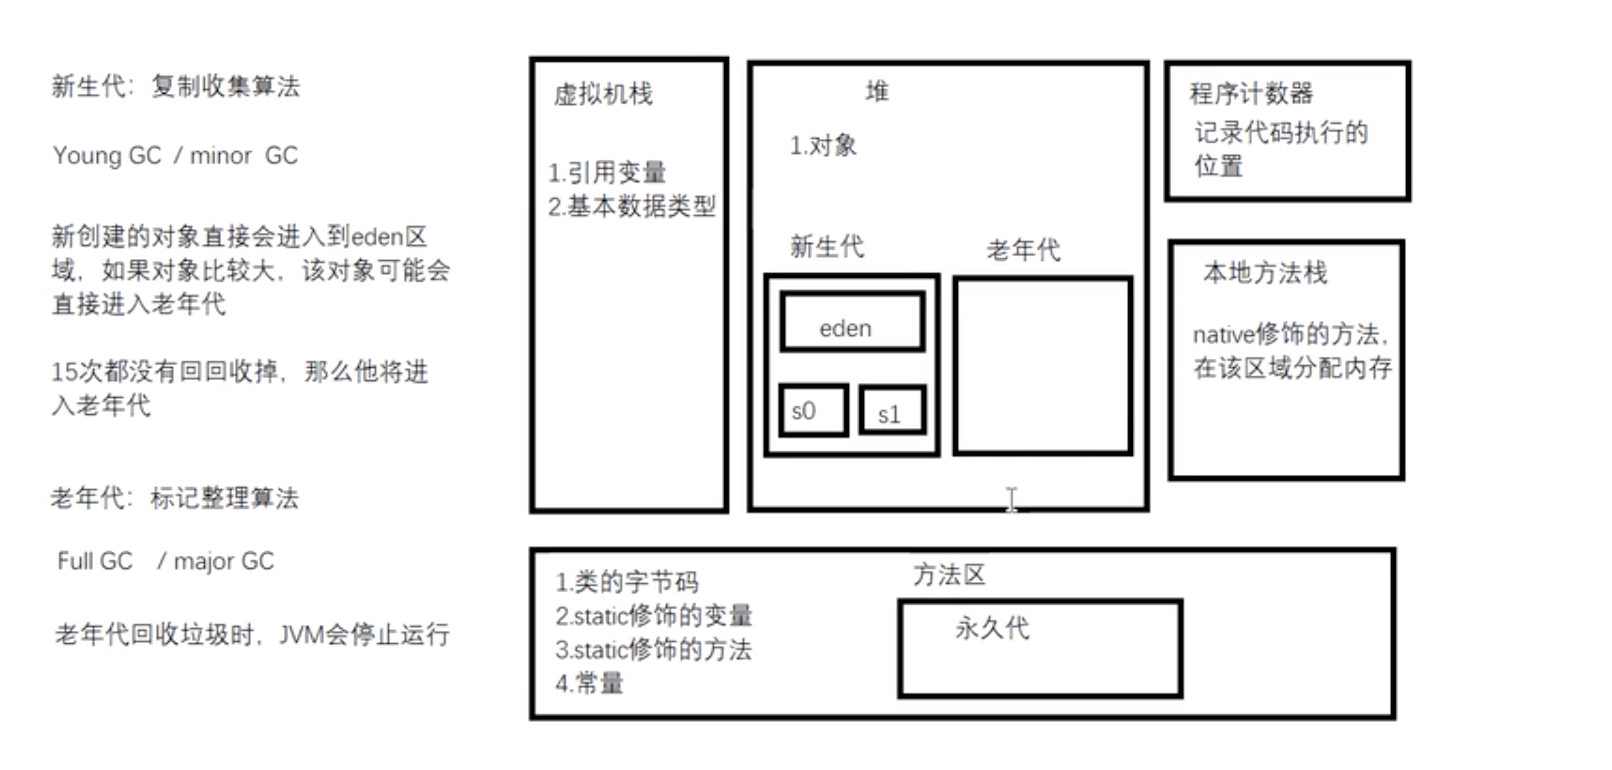 新生代：复制收集算法
Young GC / minor GC
新创建的对象直接会进入到eden区
域，如果对象比较大，该对象可能会
直接进入老年代
15次都没有回回收掉，那么他将进
入老年代
老年代：标记整理算法
Full GC / major GC
老年代回收垃圾时，JVM会停止运行
虚拟机栈
1.引用变量
2.基本数据类型
堆
1.对象
新生代
老年代
eden
s0
s1
程序计数器
记录代码执行的
位置
本地方法栈
native修饰的方法，
在该区域分配内存
方法区
1.类的字节码
2.static修饰的变量
3.static修饰的方法
4.常量
永久代